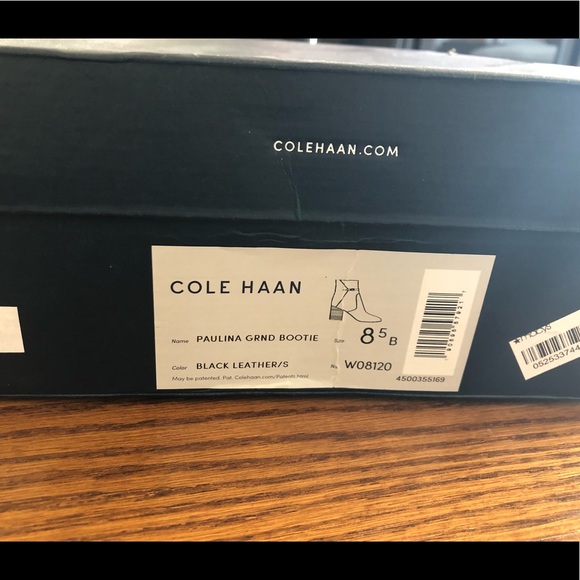 COLEHAAN.COM
COLE HAAN
Name PAULINA GRND BOOTIE Size 8 5 B
Color BLACK LEATHER/S No W08120
May be patented. Pat. Colehaan.com/Patents.html
4500355169
★macys
052533744